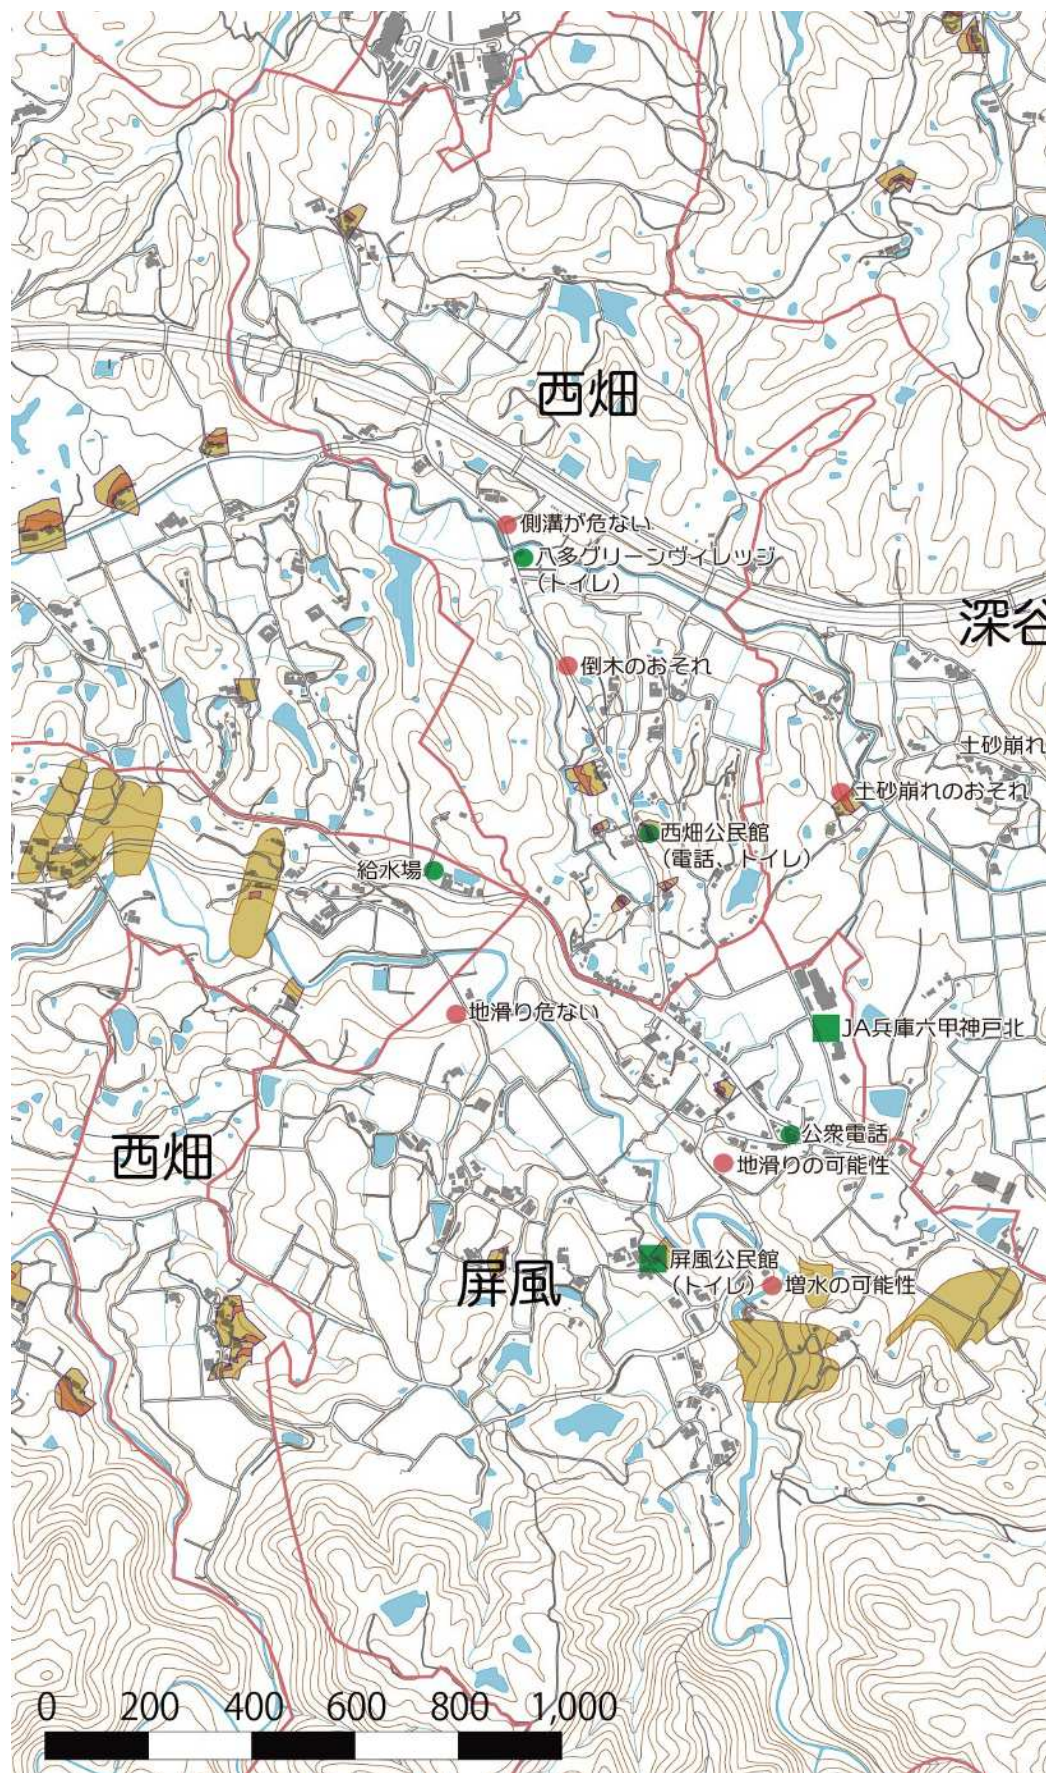 西畑
側溝が危ない
八多グリーンヴィレッジ
（トイレ）
深谷
倒木のおそれ
土砂崩れ
土砂崩れのおそれ
西畑公民館
（電話、トイレ）
給水場
地滑り危ない
JA兵庫六甲神戸北
公衆電話
西畑
地滑りの可能性
屏風公民館
（トイレ）
屏風
増水の可能性
0 200 400 600 800 1,000